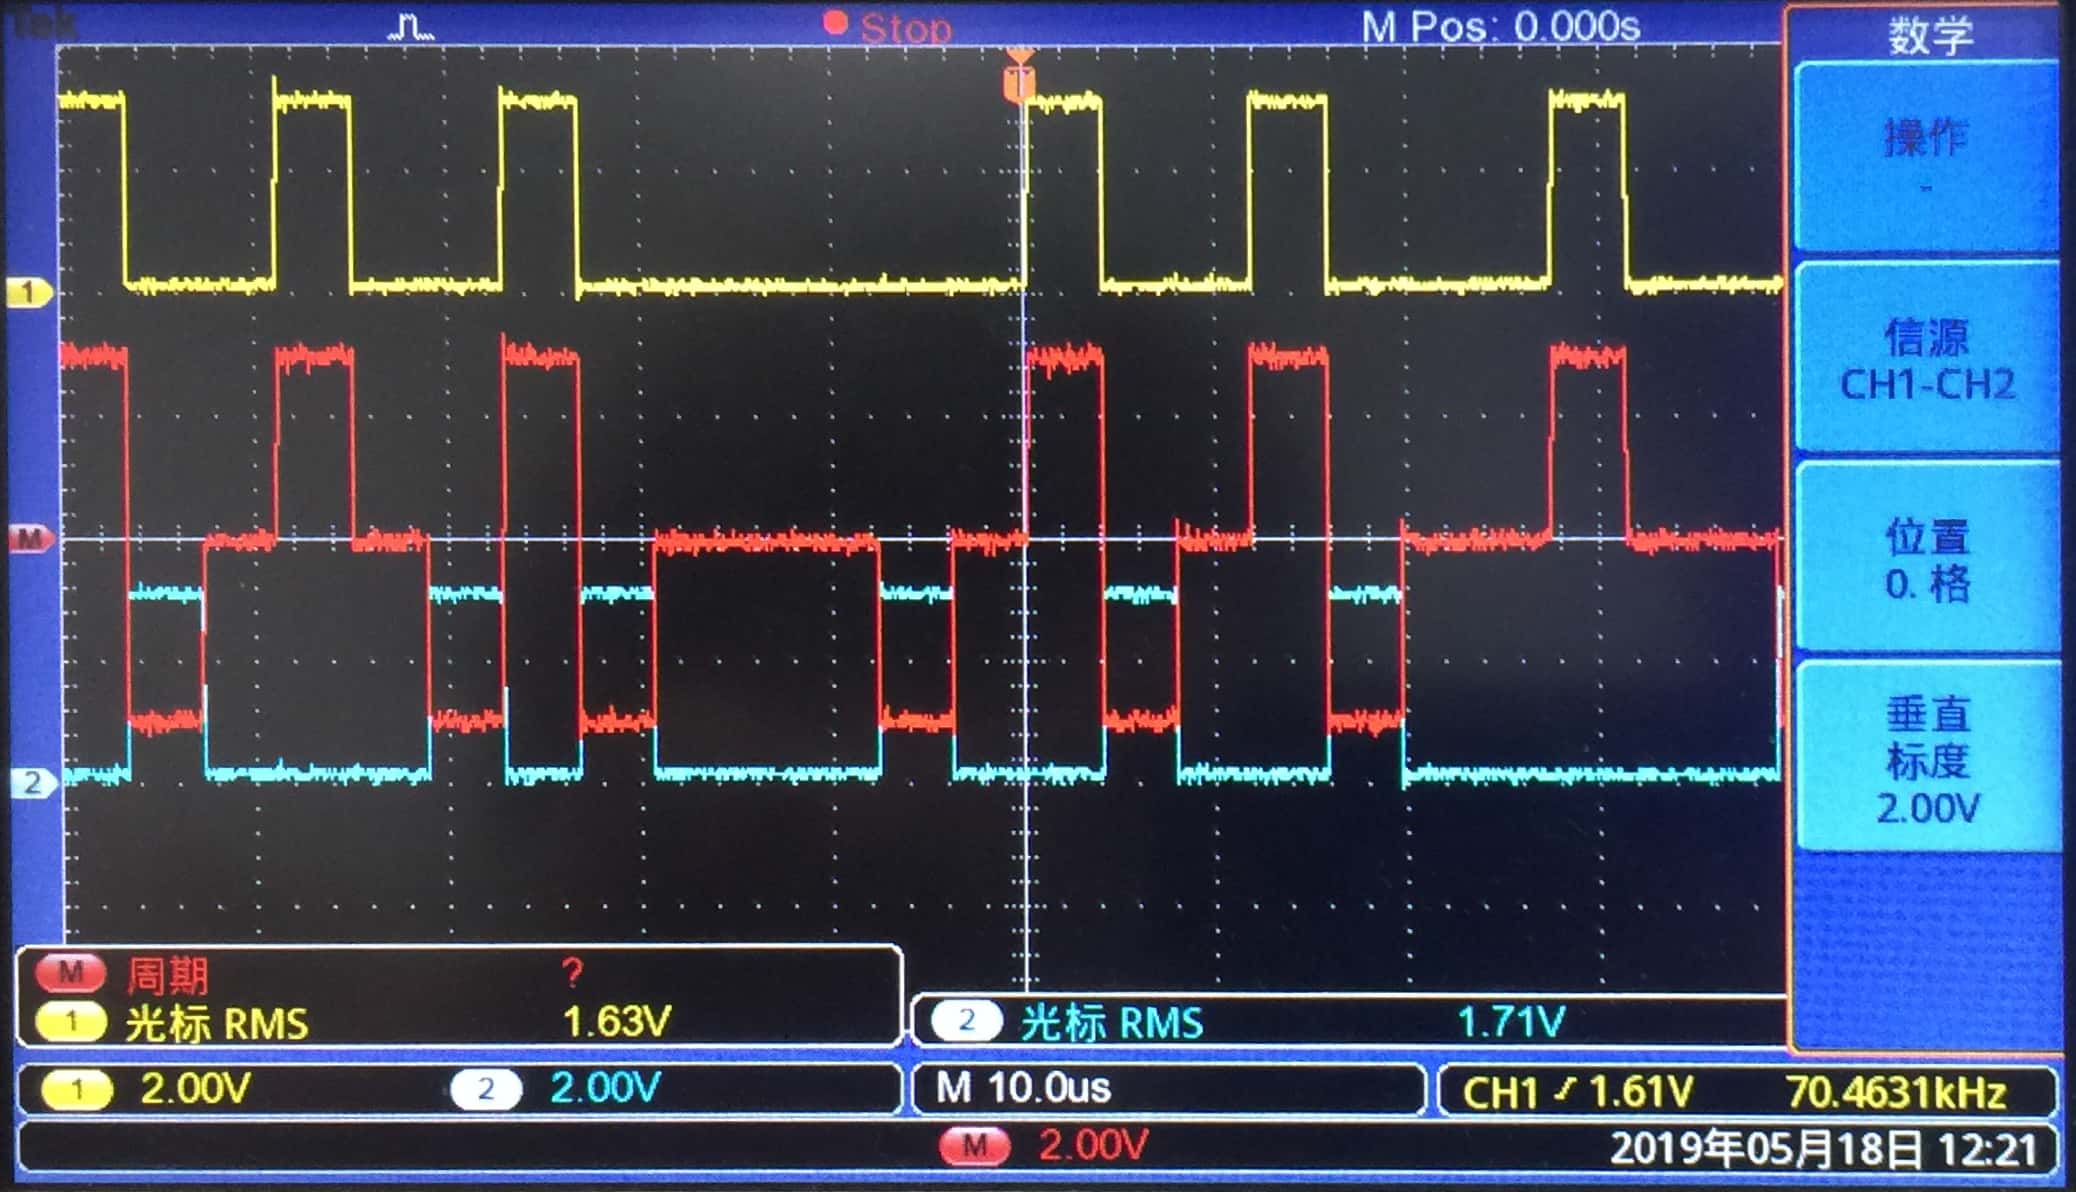 Tek
Stop
M Pos: 0.000s
T
1
M
2
数学
操作
-
信源
CH1-CH2
位置
0. 格
垂直
标度
2.00V
M 周期 ?
1 光标 RMS 1.63V
2 光标 RMS 1.71V
1 2.00V
2 2.00V
M 10.0us
CH1 1.61V 70.4631kHz
M 2.00V
2019年05月18日 12:21